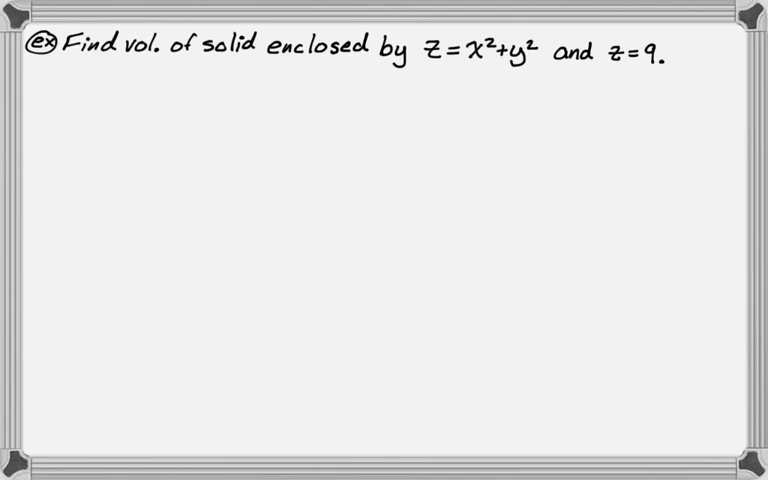 ex Find vol. of solid enclosed by z = x²+y² and z = 9.